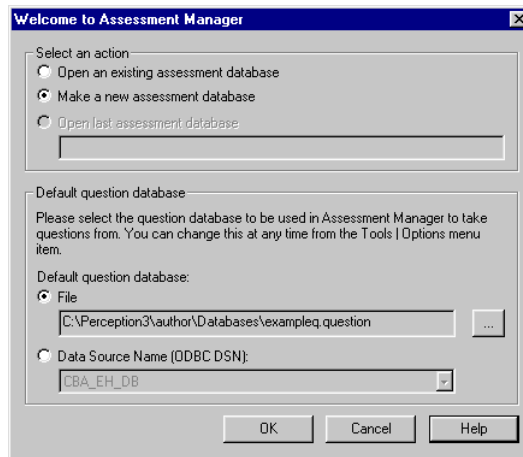 Welcome to Assessment Manager
Select an action
Open an existing assessment database
Make a new assessment database
Open last assessment database
Default question database
Please select the question database to be used in Assessment Manager to take
questions from. You can change this at any time from the Tools | Options menu
item.
Default question database:
File
C:\Perception3\author\Databases\exampleq.question
...
Data Source Name (ODBC DSN):
CBA_EH_DB
OK
Cancel
Help